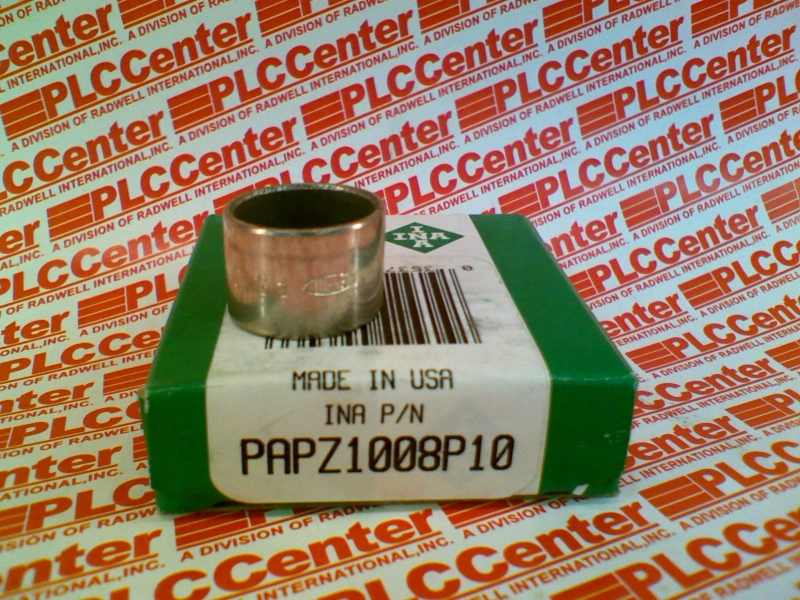 PLCCenter
A DIVISION OF RADWELL INTERNATIONAL, INC.
INA
MADE IN USA
INA P/N
PAPZ1008P10